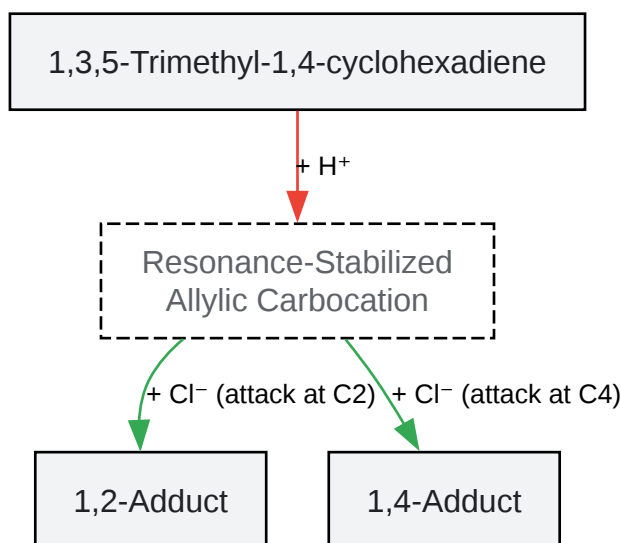 1,3,5-Trimethyl-1,4-cyclohexadiene
+ H⁺
Resonance-Stabilized
Allylic Carbocation
+ Cl⁻ (attack at C2)
+ Cl⁻ (attack at C4)
1,2-Adduct
1,4-Adduct